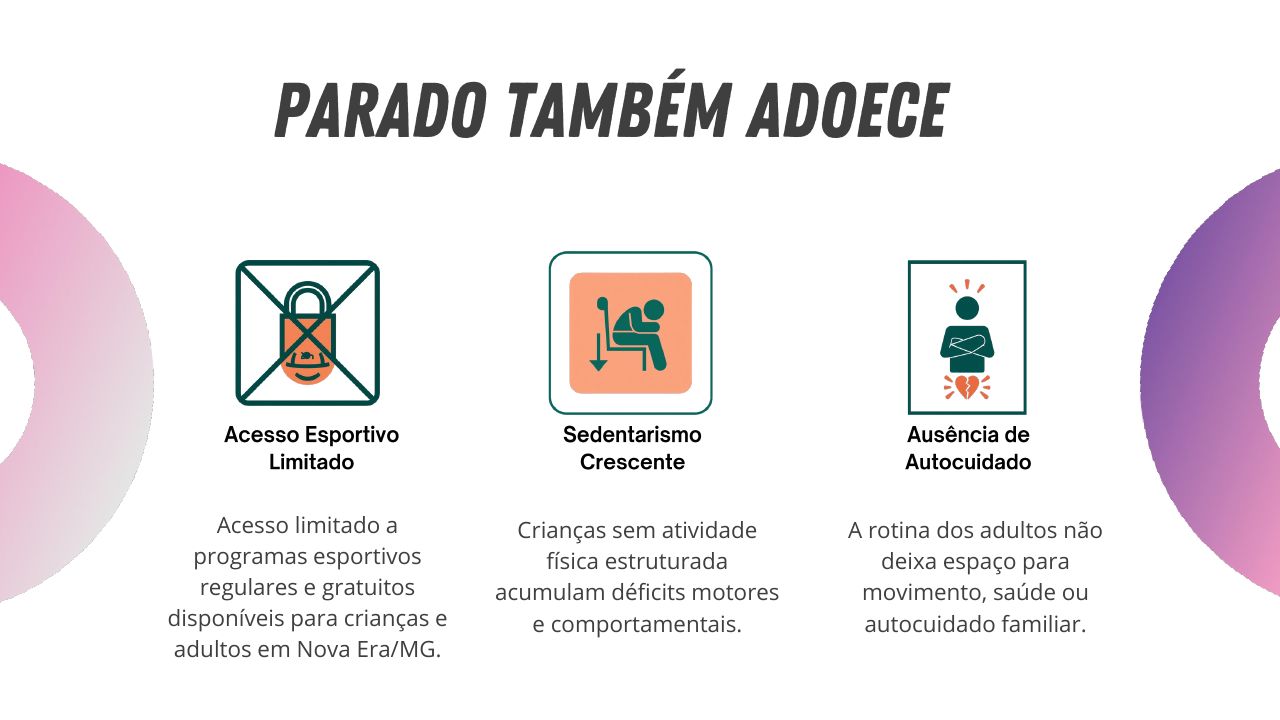 PARADO TAMBÉM ADOECE
Acesso Esportivo
Limitado
Acesso limitado a
programas esportivos
regulares e gratuitos
disponíveis para crianças e
adultos em Nova Era/MG.
Sedentarismo
Crescente
Crianças sem atividade
física estruturada
acumulam déficits motores
e comportamentais.
Ausência de
Autocuidado
A rotina dos adultos não
deixa espaço para
movimento, saúde ou
autocuidado familiar.